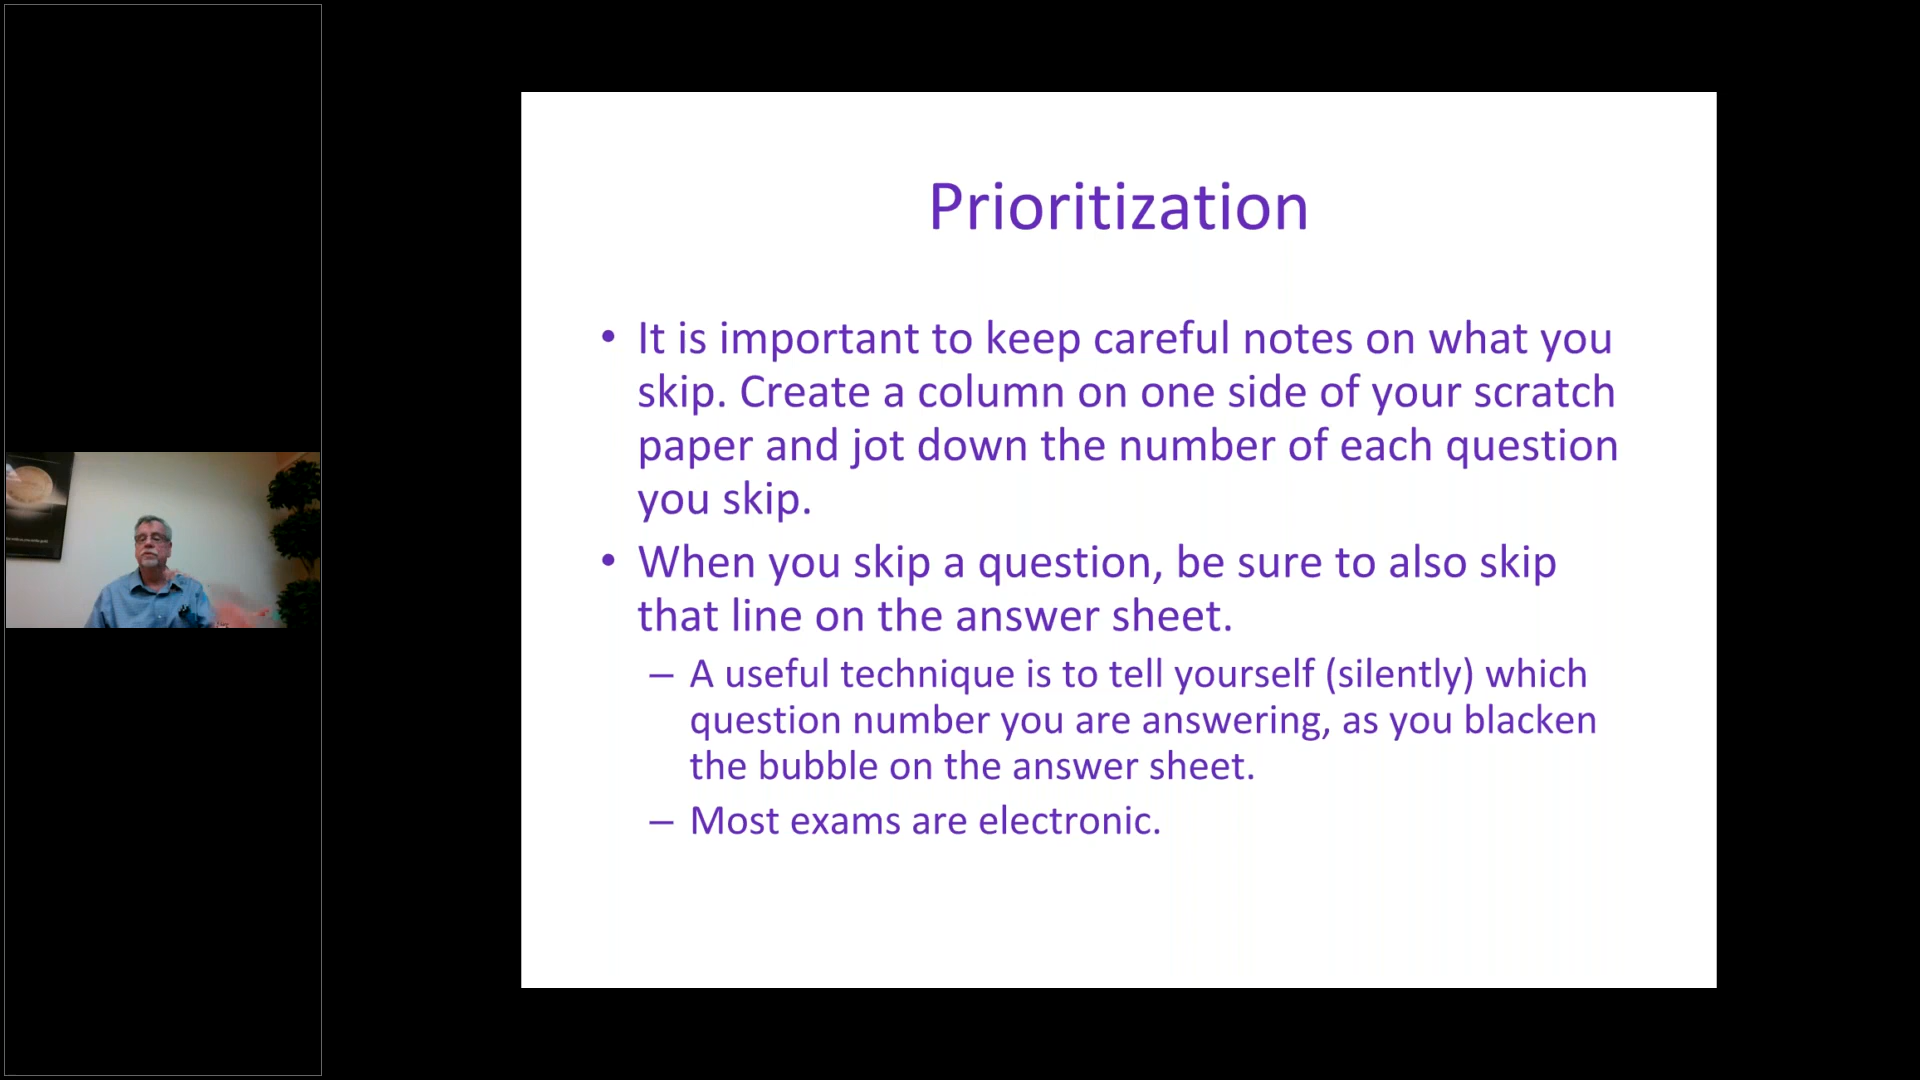 Prioritization
• It is important to keep careful notes on what you
skip. Create a column on one side of your scratch
paper and jot down the number of each question
you skip.
• When you skip a question, be sure to also skip
that line on the answer sheet.
– A useful technique is to tell yourself (silently) which
question number you are answering, as you blacken
the bubble on the answer sheet.
– Most exams are electronic.